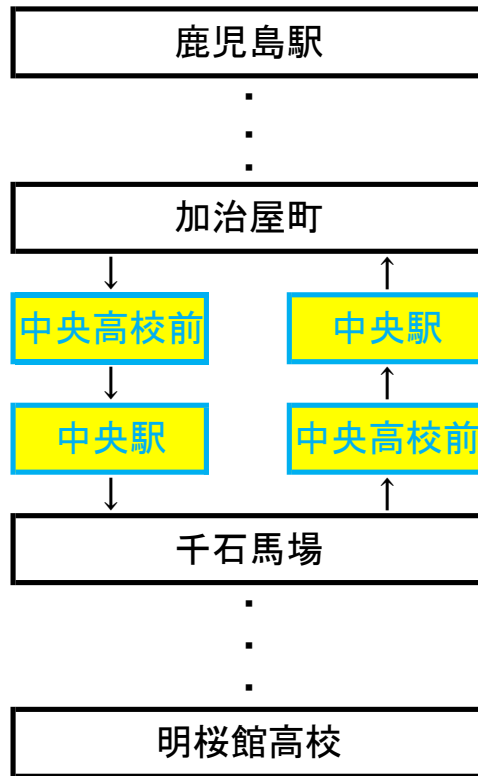 鹿児島駅
・
・
・
加治屋町
↓ ↑
中央高校前 中央駅
↓ ↑
中央駅 中央高校前
↓ ↑
千石馬場
・
・
・
明桜館高校